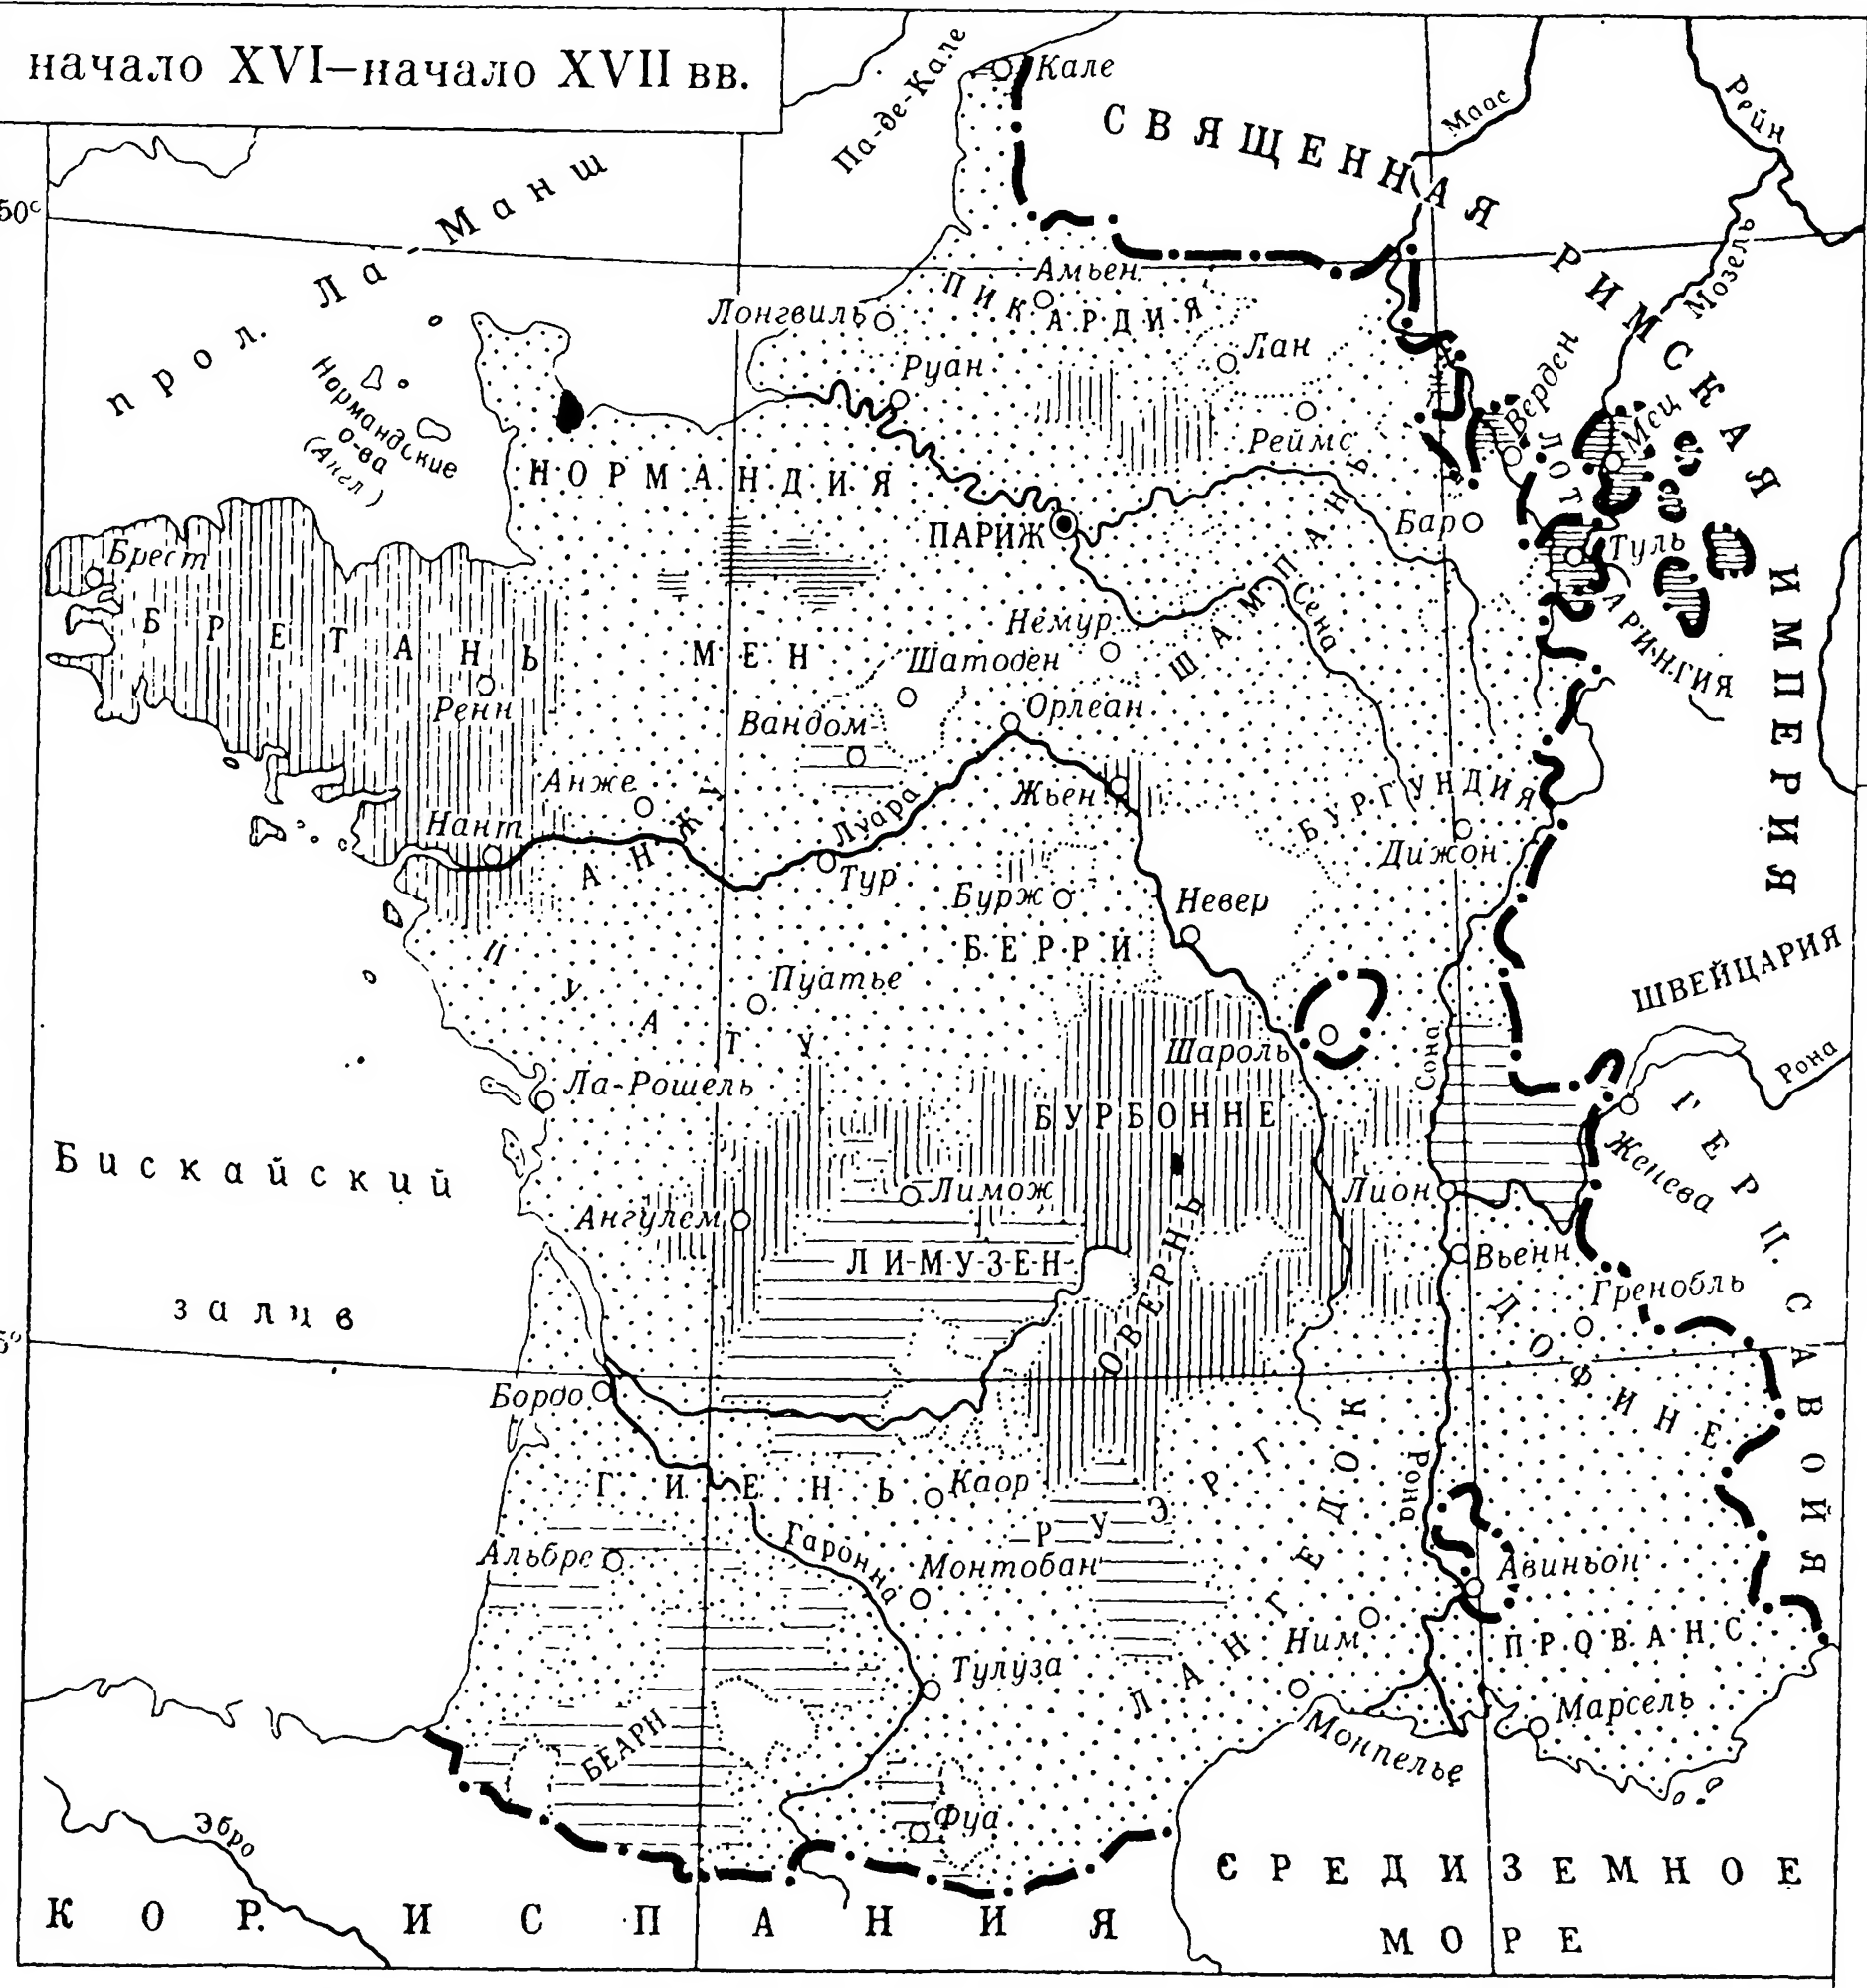 начало XVI–начало XVII вв.
Па-де-Кале
Кале
СВЯЩЕННАЯ РИМСКАЯ ИМПЕРИЯ
Маас
Рейн
Мозель
50°
прол. Ла-Манш
Амьен
ПИКАРДИЯ
Лонгвиль
Лан
Руан
Реймс
Верден
Мец
Нормандские
о-ва
(Англ)
НОРМАНДИЯ
ПАРИЖ
Бар
Туль
ЛОТАРИНГИЯ
ШАМПАНЬ
Сена
Брест
БРЕТАНЬ
Ренн
МЕН
Немур
Шатоден
Вандом
Орлеан
Анже
Жьен
АНЖУ
Луара
Нант
Тур
БУРГУНДИЯ
Дижон
Бурж
Невер
БЕРРИ
ПУАТУ
Пуатье
ШВЕЙЦАРИЯ
Шароль
Сона
Рона
Ла-Рошель
БУРБОННЕ
Женева
ГЕРЦ. САВОЙЯ
Бискайский
залив
Лимож
Лион
Ангулем
ЛИМУЗЕН
ОВЕРНЬ
Вьенн
Гренобль
ДОФИНЕ
5°
Бордо
ГИЕНЬ
Каор
РУЭРГ
ЛАНГЕДОК
Рона
Альбре
Гаронна
Монтобан
Авиньон
Ним
ПРОВАНС
Тулуза
Марсель
Монпелье
БЕАРН
Фуа
Эбро
КОР. ИСПАНИЯ
СРЕДИЗЕМНОЕ
МОРЕ